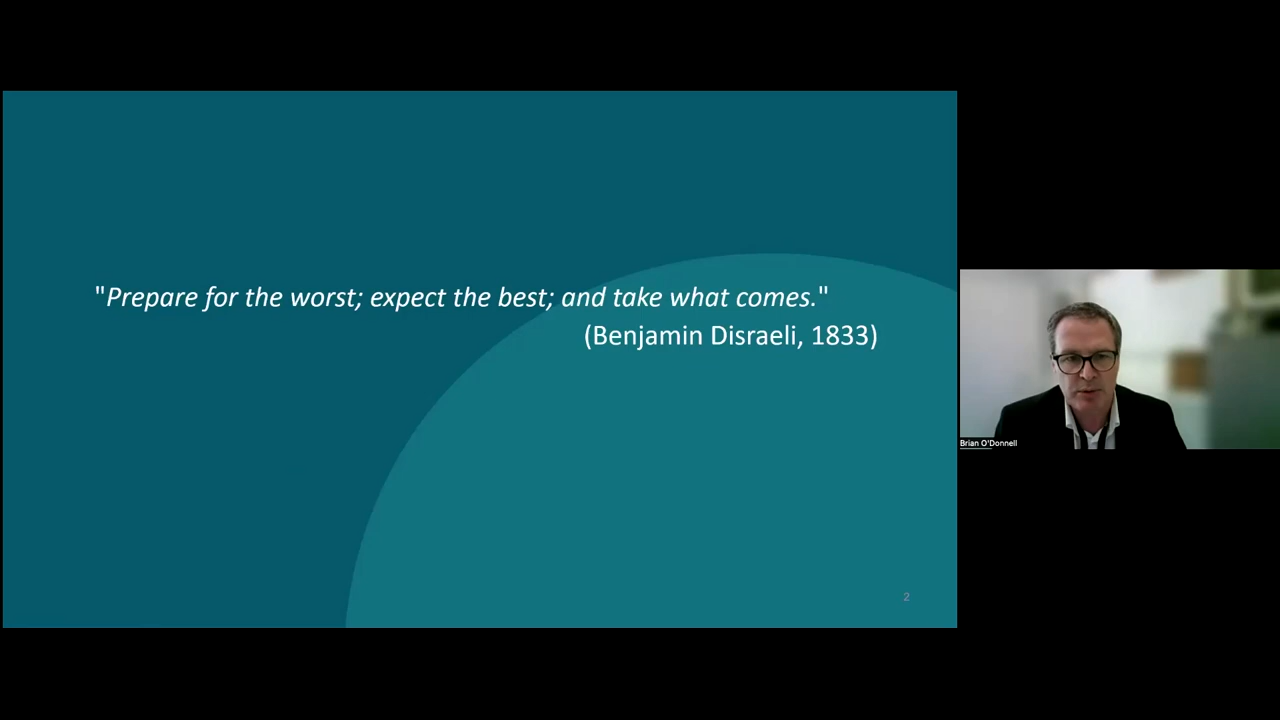 "Prepare for the worst; expect the best; and take what comes."
(Benjamin Disraeli, 1833)
2
Brian O'Donnell